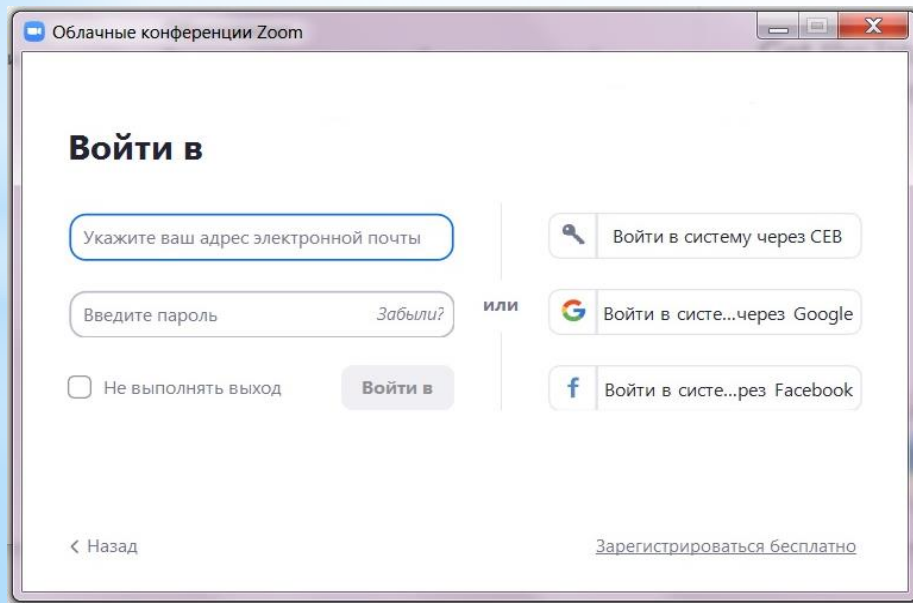 Облачные конференции Zoom
Войти в
Укажите ваш адрес электронной почты
Введите пароль Забыли?
Не выполнять выход Войти в
или
Войти в систему через СЕВ
Войти в систе...через Google
Войти в систе...рез Facebook
Назад
Зарегистрироваться бесплатно